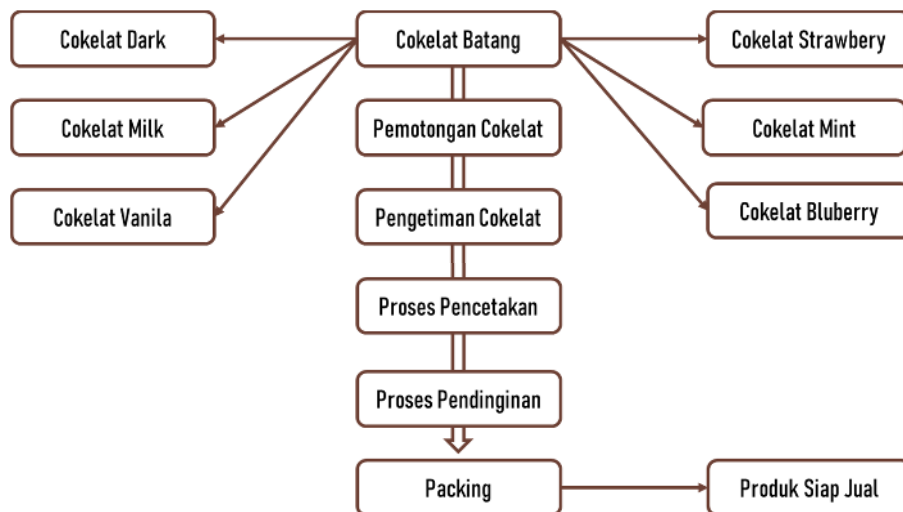 Cokelat Dark
Cokelat Batang
Cokelat Strawbery
Cokelat Milk
Pemotongan Cokelat
Cokelat Mint
Cokelat Vanila
Pengetiman Cokelat
Cokelat Bluberry
Proses Pencetakan
Proses Pendinginan
Packing
Produk Siap Jual